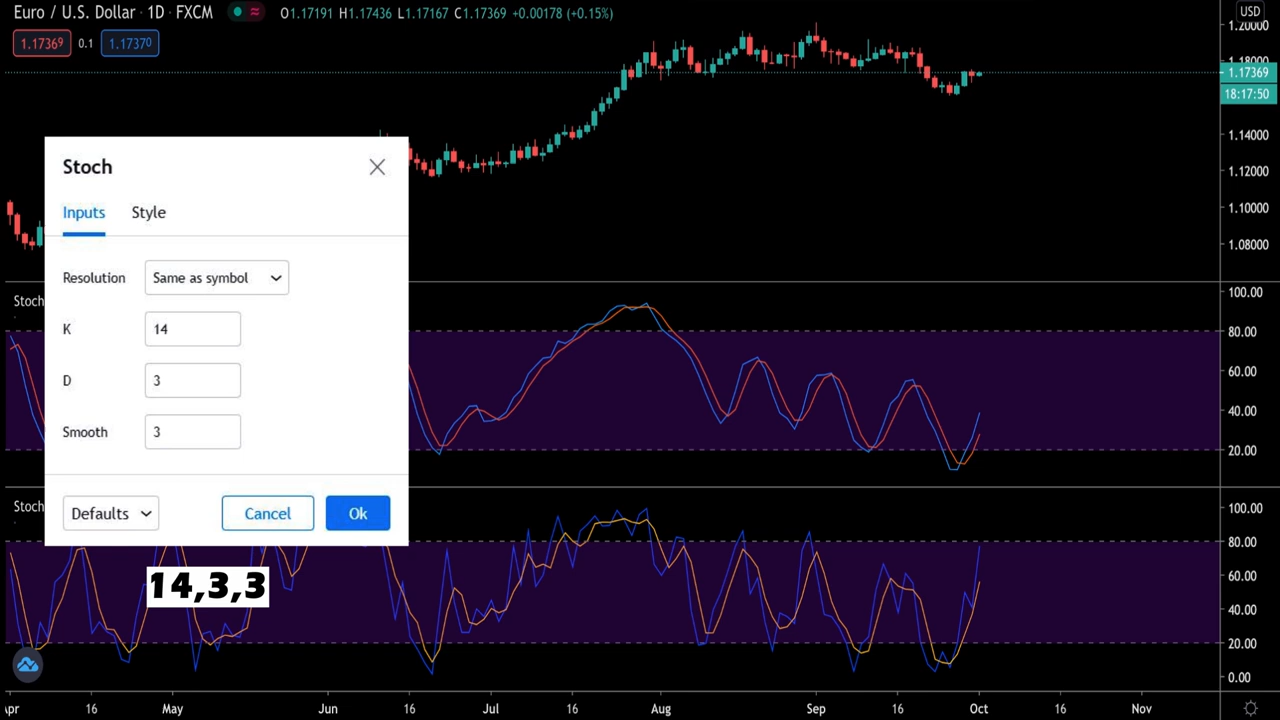 Euro / U.S. Dollar · 1D · FXCM
O1.17191 H1.17436 L1.17167 C1.17369 +0.00178 (+0.15%)
USD
1.17369
0.1
1.17370
1.20000
1.18000
1.17369
18:17:50
1.14000
1.12000
1.10000
1.08000
Stoch
Inputs
Style
Resolution
Same as symbol
K
14
D
3
Smooth
3
Defaults
Cancel
Ok
Stoch
100.00
80.00
60.00
40.00
20.00
Stoch
100.00
80.00
60.00
40.00
20.00
0.00
14,3,3
Apr
16
May
Jun
16
Jul
16
Aug
Sep
16
Oct
16
Nov